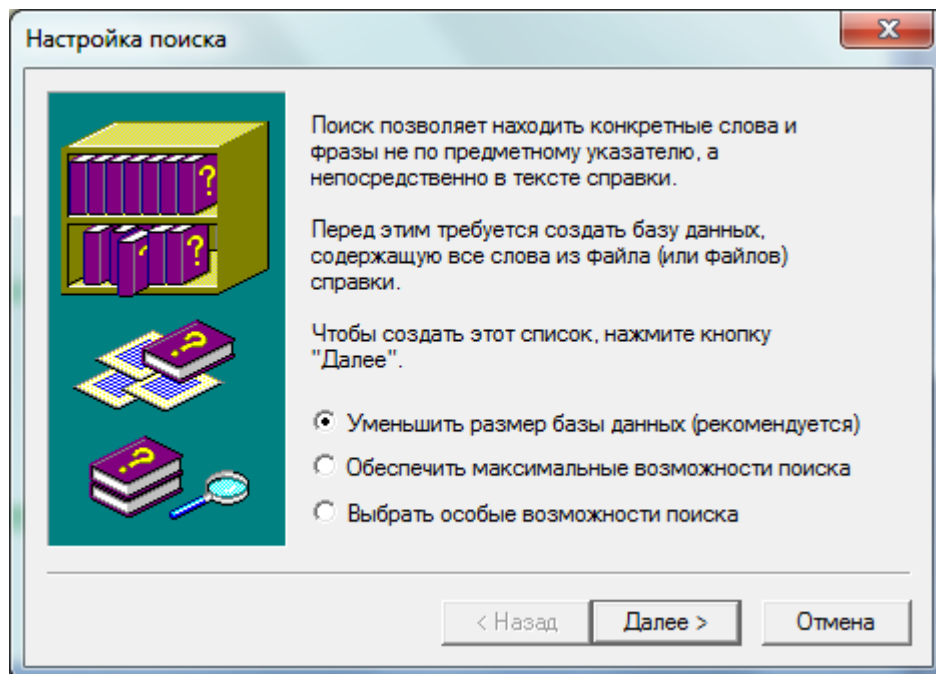 Настройка поиска
Поиск позволяет находить конкретные слова и
фразы не по предметному указателю, а
непосредственно в тексте справки.
Перед этим требуется создать базу данных,
содержащую все слова из файла (или файлов)
справки.
Чтобы создать этот список, нажмите кнопку
"Далее".
Уменьшить размер базы данных (рекомендуется)
Обеспечить максимальные возможности поиска
Выбрать особые возможности поиска
< Назад
Далее >
Отмена